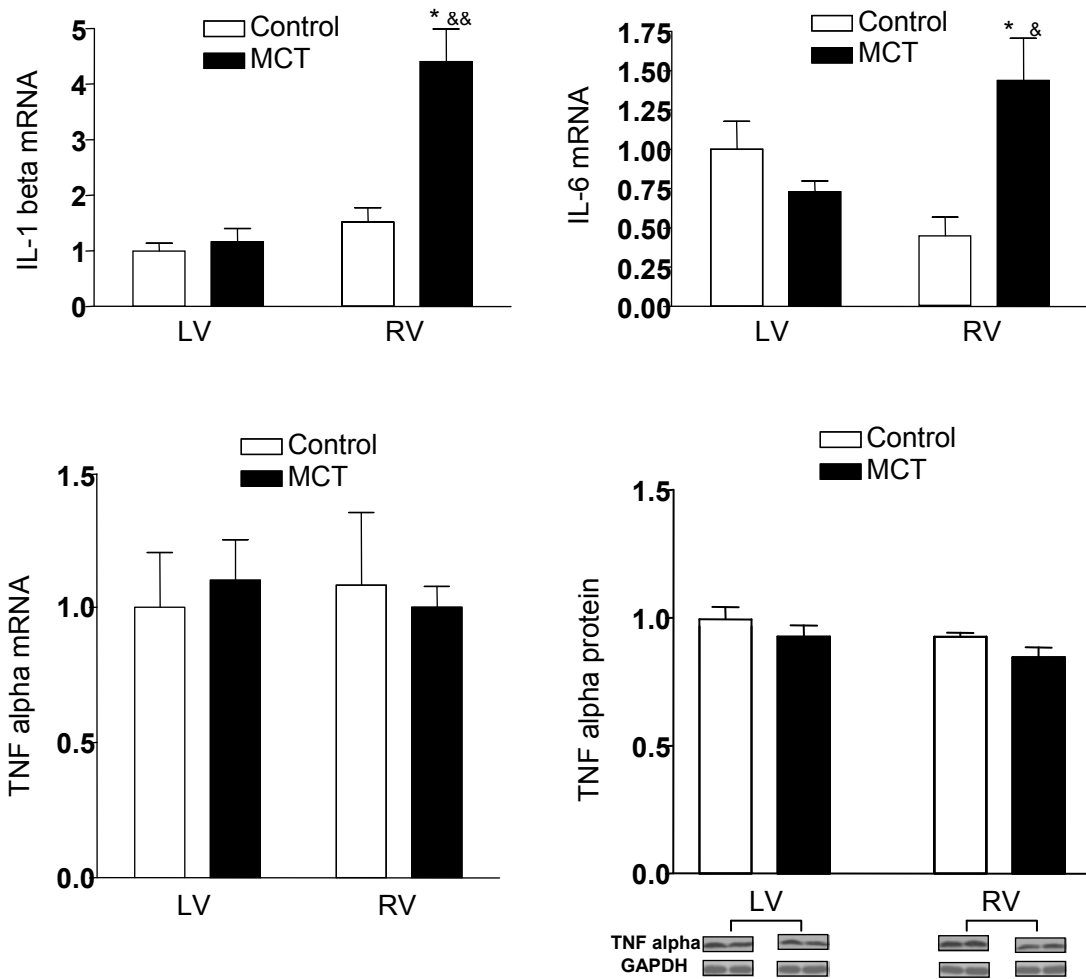 Control
MCT
* &&
IL-1 beta mRNA
5
4
3
2
1
0
LV RV
Control
MCT
* &
IL-6 mRNA
1.75
1.50
1.25
1.00
0.75
0.50
0.25
0.00
LV RV
Control
MCT
TNF alpha mRNA
1.5
1.0
0.5
0.0
LV RV
Control
MCT
TNF alpha protein
1.5
1.0
0.5
0.0
LV RV
TNF alpha
GAPDH